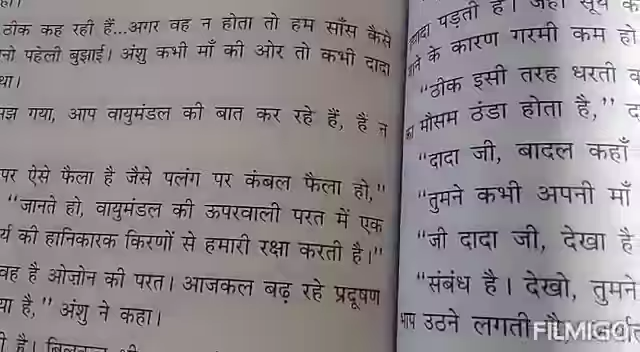 ठीक कह रही हैं...अगर वह न होता तो हम साँस कैसे
नो पहेली बुझाई। अंशु कभी माँ की ओर तो कभी दादा
था।
मझ गया, आप वायुमंडल की बात कर रहे हैं, है न
पर ऐसे फैला है जैसे पलंग पर कंबल फैला हो,"
"जानते हो, वायुमंडल की ऊपरवाली परत में एक
र्य की हानिकारक किरणों से हमारी रक्षा करती है।"
वह है ओजोन की परत। आजकल बढ़ रहे प्रदूषण
या है," अंशु ने कहा।
पड़ती है। जहाँ सूर्य
के कारण गरमी कम हो
"ठीक इसी तरह धरती
मौसम ठंडा होता है," द
"दादा जी, बादल कहाँ
"तुमने कभी अपनी माँ
"जी दादा जी, देखा है
"संबंध है। देखो, तुमने
उठने लगती है,
FILMIGO